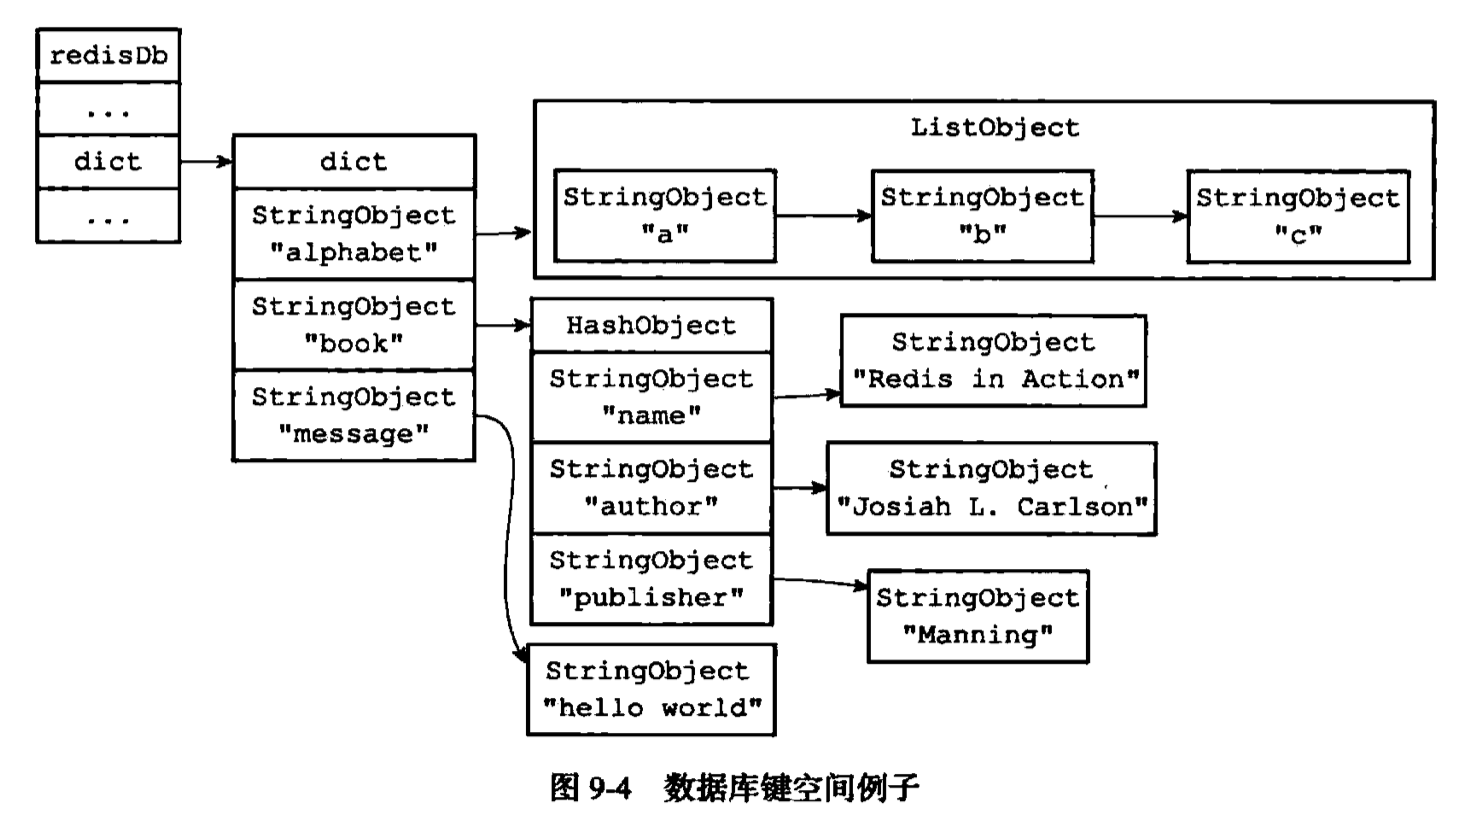 redisDb
...
dict
...
dict
StringObject
"alphabet"
StringObject
"book"
StringObject
"message"
ListObject
StringObject
"a"
StringObject
"b"
StringObject
"c"
HashObject
StringObject
"name"
StringObject
"author"
StringObject
"publisher"
StringObject
"Redis in Action"
StringObject
"Josiah L. Carlson"
StringObject
"Manning"
StringObject
"hello world"
图 9-4 数据库键空间例子